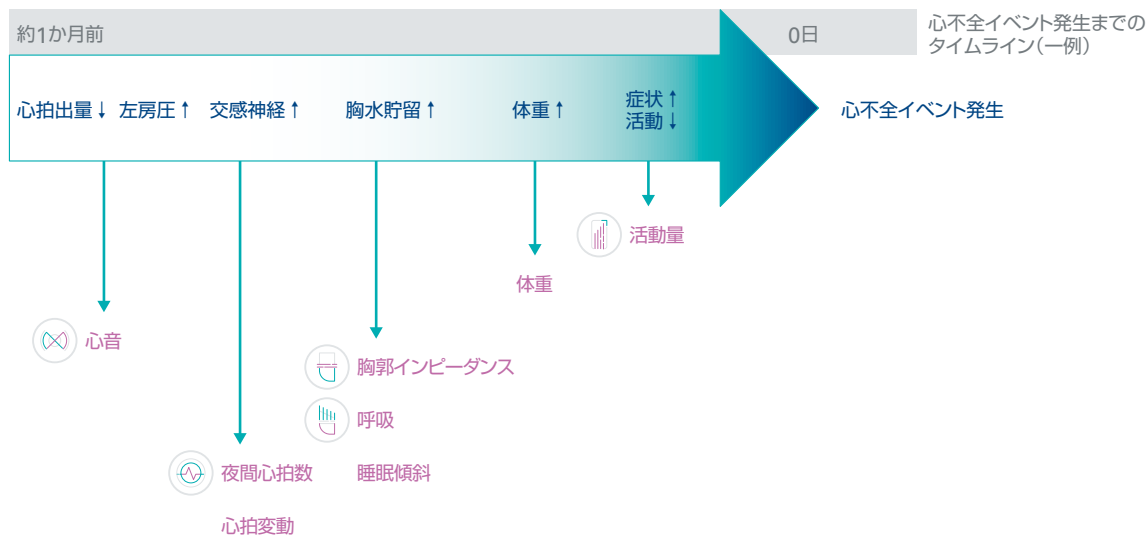 約1か月前
0日
心不全イベント発生までの
タイムライン（一例）
心拍出量↓ 左房圧↑ 交感神経↑ 胸水貯留↑ 体重↑ 症状↑
活動↓
心不全イベント発生
活動量
体重
心音
胸郭インピーダンス
呼吸
夜間心拍数
睡眠傾斜
心拍変動